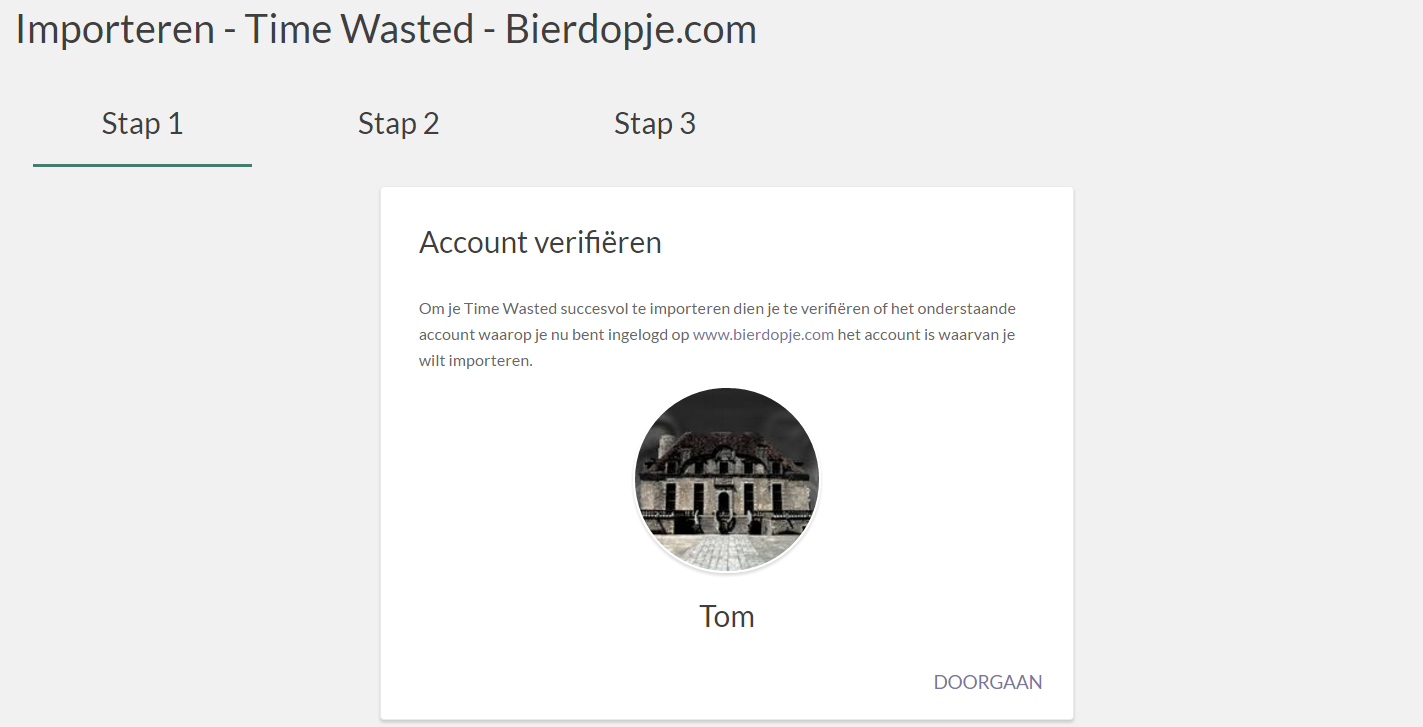 Importeren - Time Wasted - Bierdopje.com
Stap 1 Stap 2 Stap 3
Account verifiëren
Om je Time Wasted succesvol te importeren dien je te verifiëren of het onderstaande
account waarop je nu bent ingelogd op www.bierdopje.com het account is waarvan je
wilt importeren.
Tom
DOORGAAN